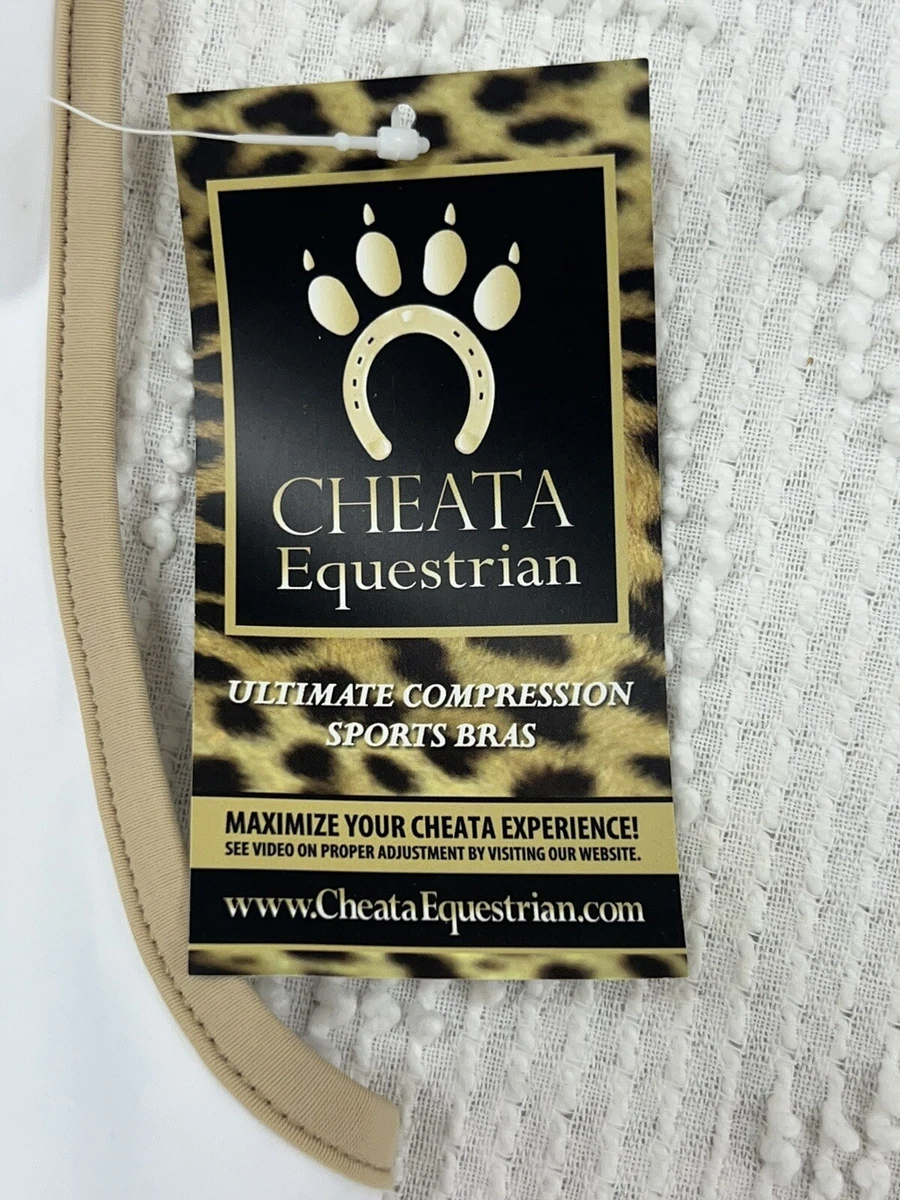 CHEATA
Equestrian
ULTIMATE COMPRESSION
SPORTS BRAS
MAXIMIZE YOUR CHEATA EXPERIENCE!
SEE VIDEO ON PROPER ADJUSTMENT BY VISITING OUR WEBSITE.
www.CheataEquestrian.com